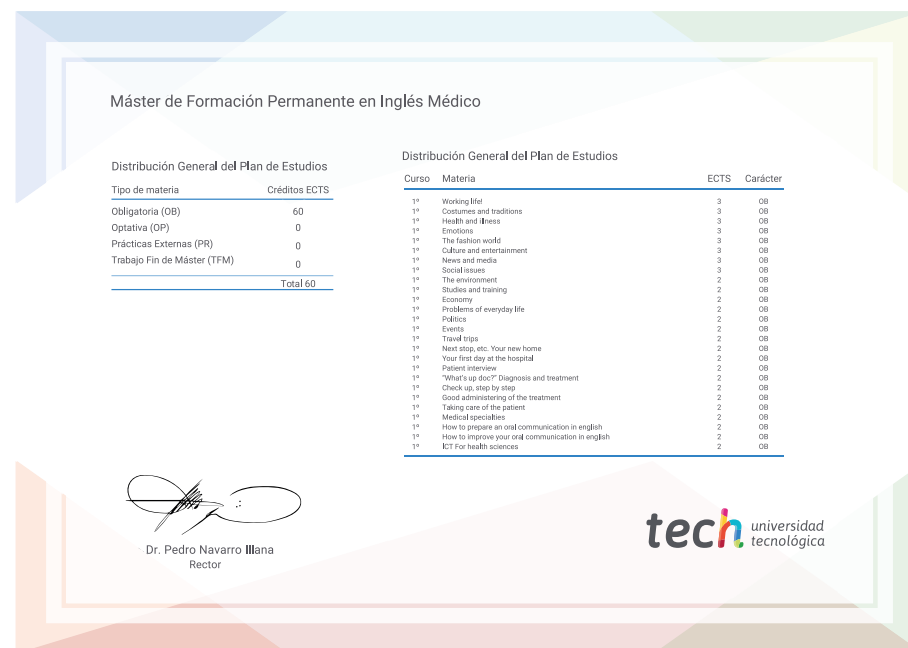 Máster de Formación Permanente en Inglés Médico
Distribución General del Plan de Estudios
Tipo de materia Créditos ECTS
Obligatoria (OB) 60
Optativa (OP) 0
Prácticas Externas (PR) 0
Trabajo Fin de Máster (TFM) 0
Total 60
Distribución General del Plan de Estudios
Curso Materia ECTS Carácter
1º Working life! 3 OB
1º Costumes and traditions 3 OB
1º Health and illness 3 OB
1º Emotions 3 OB
1º The fashion world 3 OB
1º Culture and entertainment 3 OB
1º News and media 3 OB
1º Social issues 3 OB
1º The environment 2 OB
1º Studies and training 2 OB
1º Economy 2 OB
1º Problems of everyday life 2 OB
1º Politics 2 OB
1º Events 2 OB
1º Travel trips 2 OB
1º Next stop, etc. Your new home 2 OB
1º Your first day at the hospital 2 OB
1º Patient interview 2 OB
1º "What's up doc?" Diagnosis and treatment 2 OB
1º Check up, step by step 2 OB
1º Good administering of the treatment 2 OB
1º Taking care of the patient 2 OB
1º Medical specialties 2 OB
1º How to prepare an oral communication in english 2 OB
1º How to improve your oral communication in english 2 OB
1º ICT For health sciences 2 OB
Dr. Pedro Navarro Illana
Rector
tech universidad
tecnológica